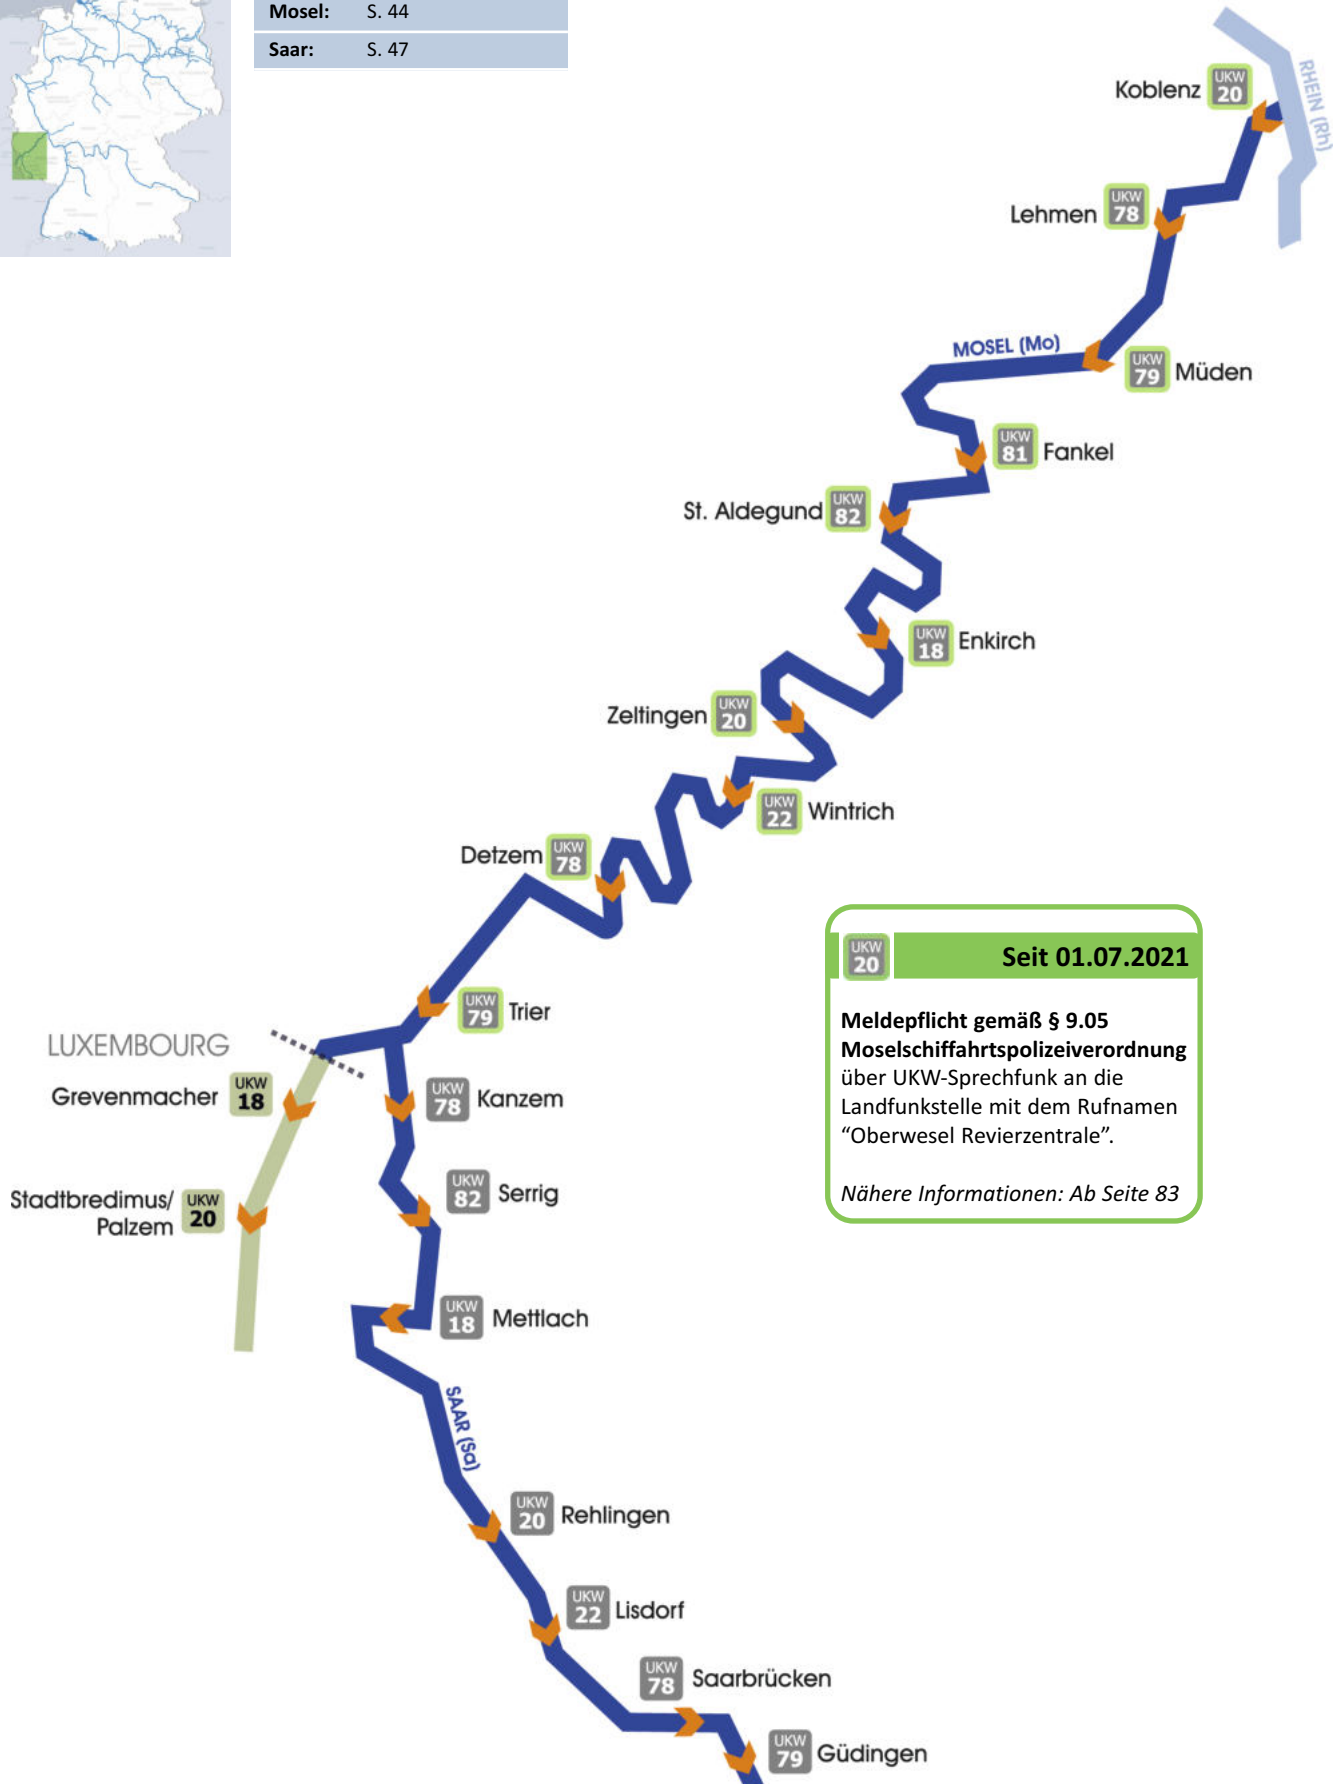 Mosel: S. 44
Saar: S. 47
RHEIN (Rh)
Koblenz UKW 20
Lehmen UKW 78
MOSEL (Mo)
UKW 79 Müden
UKW 81 Fankel
St. Aldegund UKW 82
UKW 18 Enkirch
Zeltingen UKW 20
UKW 22 Wintrich
Detzem UKW 78
UKW 20 Seit 01.07.2021
Meldepflicht gemäß § 9.05
Moselschiffahrtspolizeiverordnung
über UKW-Sprechfunk an die
Landfunkstelle mit dem Rufnamen
“Oberwesel Revierzentrale”.
Nähere Informationen: Ab Seite 83
UKW 79 Trier
LUXEMBOURG
Grevenmacher UKW 18
UKW 78 Kanzem
Stadtbredimus/
Palzem UKW 20
UKW 82 Serrig
UKW 18 Mettlach
SAAR (Sa)
UKW 20 Rehlingen
UKW 22 Lisdorf
UKW 78 Saarbrücken
UKW 79 Güdingen